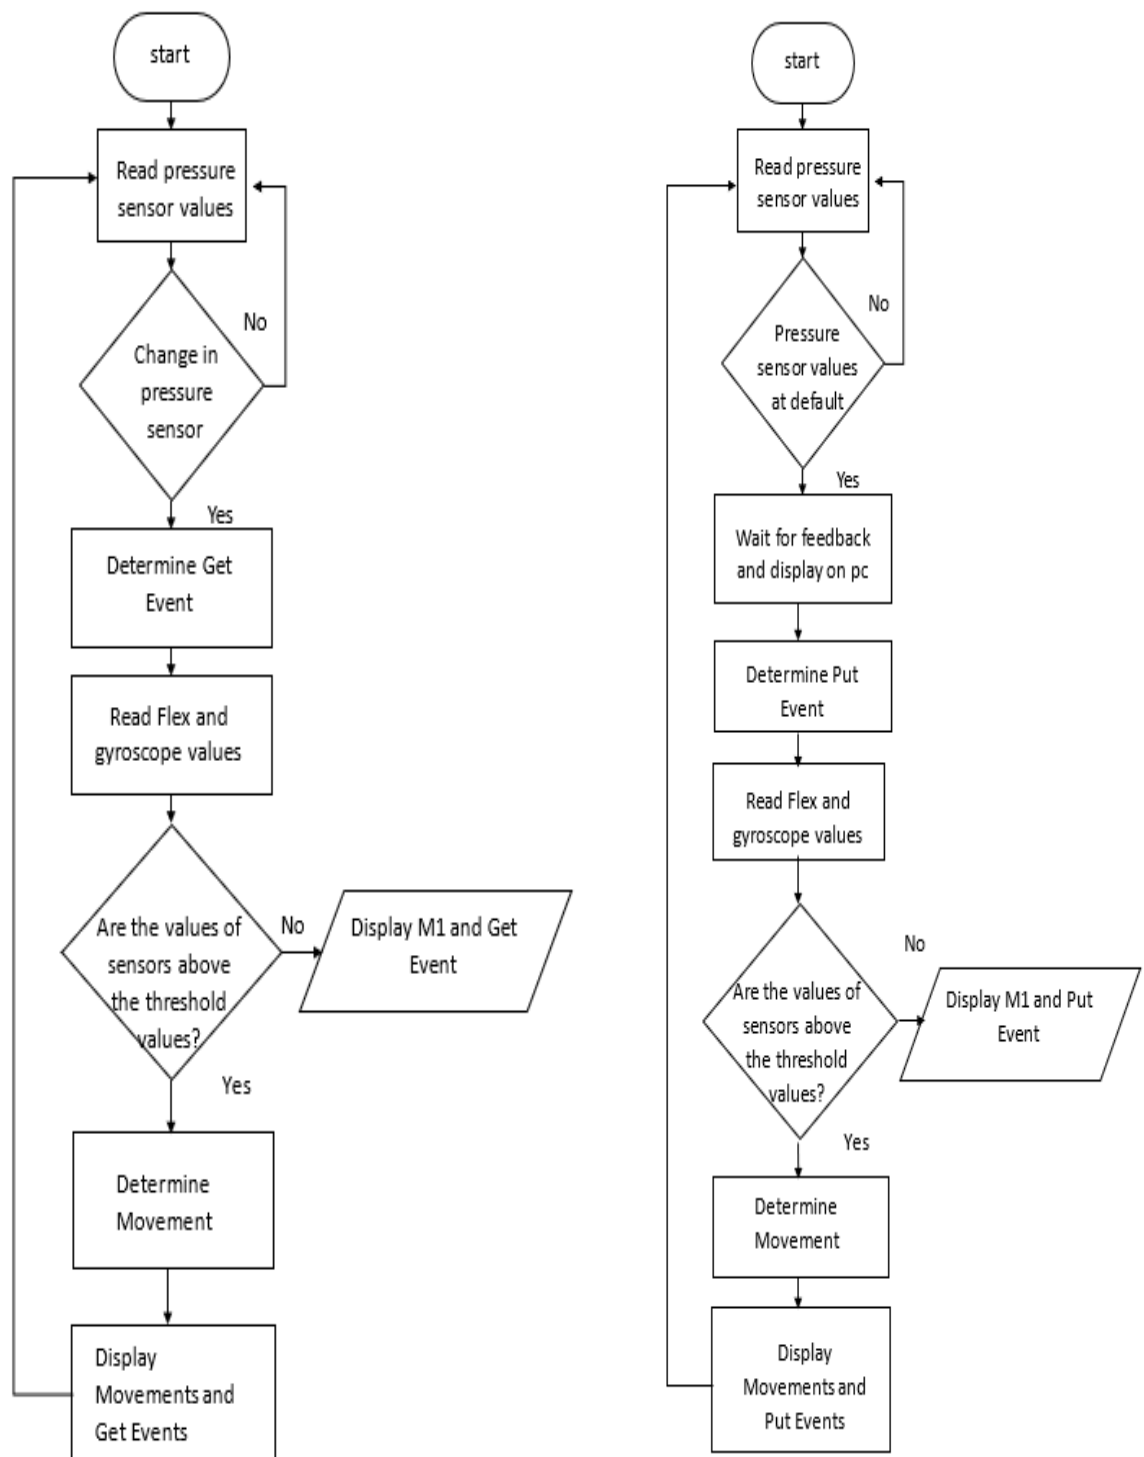 start
Read pressure
sensor values
No
Change in
pressure
sensor
Yes
Determine Get
Event
Read Flex and
gyroscope values
Are the values of
sensors above
the threshold
values?
No
Display M1 and Get
Event
Yes
Determine
Movement
Display
Movements and
Get Events
start
Read pressure
sensor values
No
Pressure
sensor values
at default
Yes
Wait for feedback
and display on pc
Determine Put
Event
Read Flex and
gyroscope values
Are the values of
sensors above
the threshold
values?
No
Display M1 and Put
Event
Yes
Determine
Movement
Display
Movements and
Put Events